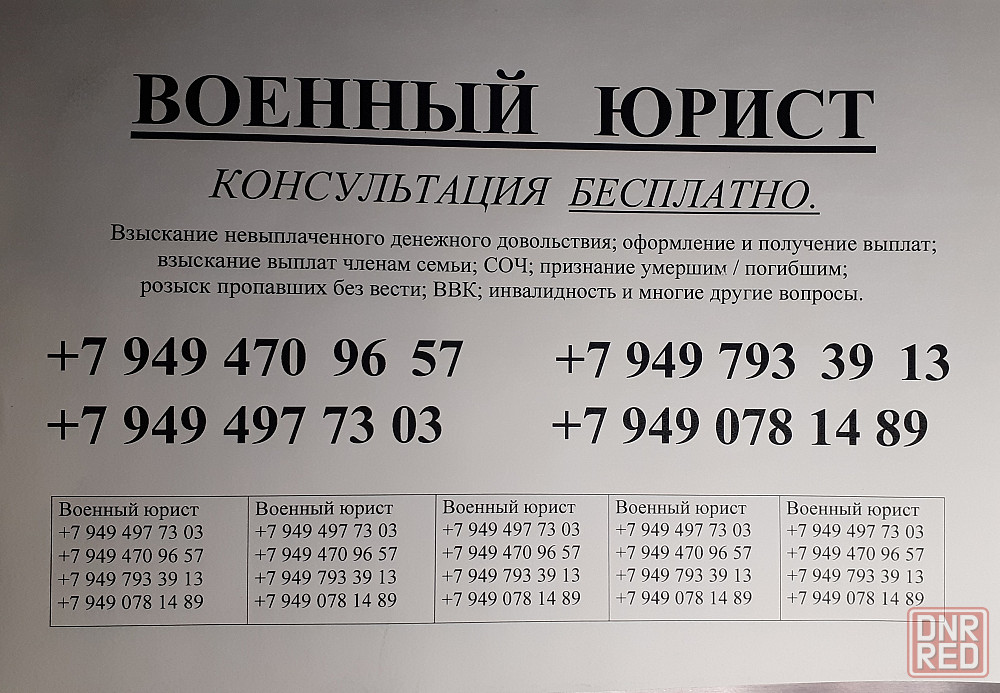 ВОЕННЫЙ ЮРИСТ
КОНСУЛЬТАЦИЯ БЕСПЛАТНО.
Взыскание невыплаченного денежного довольствия; оформление и получение выплат;
взыскание выплат членам семьи; СОЧ; признание умершим / погибшим;
розыск пропавших без вести; ВВК; инвалидность и многие другие вопросы.
+7 949 470 96 57 +7 949 793 39 13
+7 949 497 73 03 +7 949 078 14 89
Военный юрист Военный юрист Военный юрист Военный юрист Военный юрист
+7 949 497 73 03 +7 949 497 73 03 +7 949 497 73 03 +7 949 497 73 03 +7 949 497 73 03
+7 949 470 96 57 +7 949 470 96 57 +7 949 470 96 57 +7 949 470 96 57 +7 949 470 96 57
+7 949 793 39 13 +7 949 793 39 13 +7 949 793 39 13 +7 949 793 39 13 +7 949 793 39 13
+7 949 078 14 89 +7 949 078 14 89 +7 949 078 14 89 +7 949 078 14 89 +7 949 078 14 89
DNR
RED